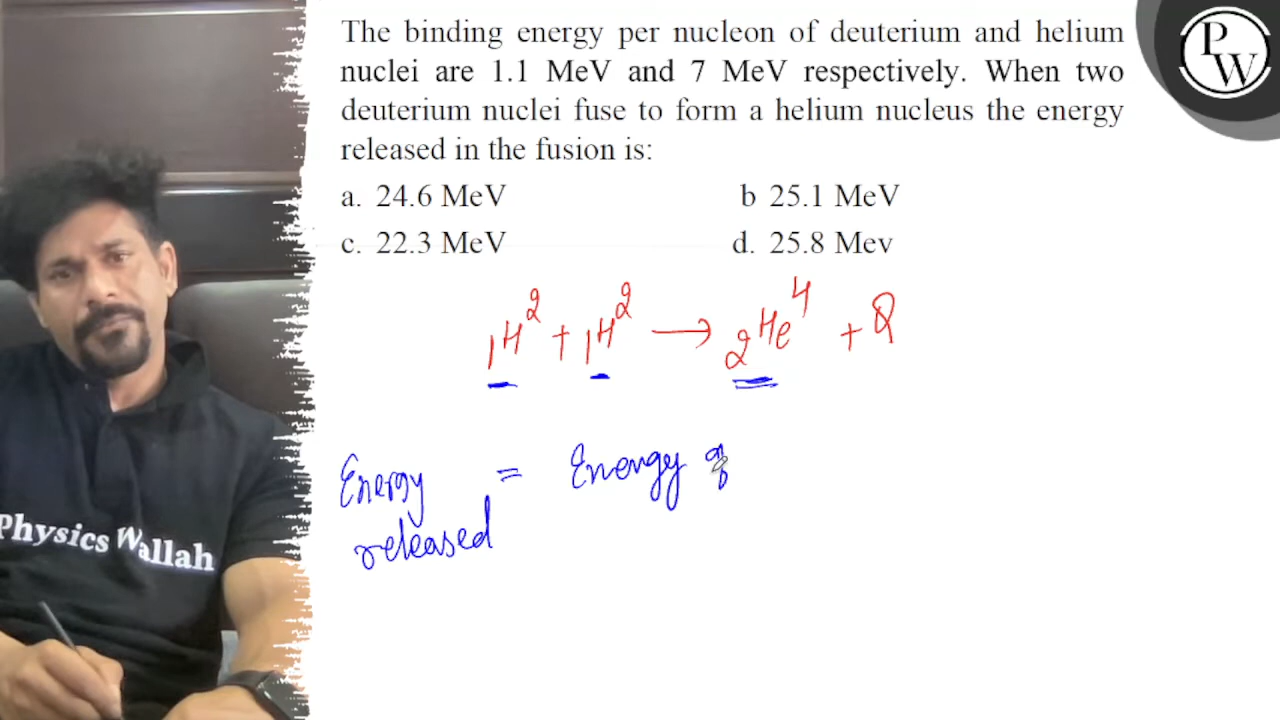 The binding energy per nucleon of deuterium and helium
nuclei are 1.1 MeV and 7 MeV respectively. When two
deuterium nuclei fuse to form a helium nucleus the energy
released in the fusion is:
a. 24.6 MeV b 25.1 MeV
c. 22.3 MeV d. 25.8 Mev
₁H² + ₁H² → ₂He⁴ + Q
Energy released = Energy of
PW
Physics Wallah